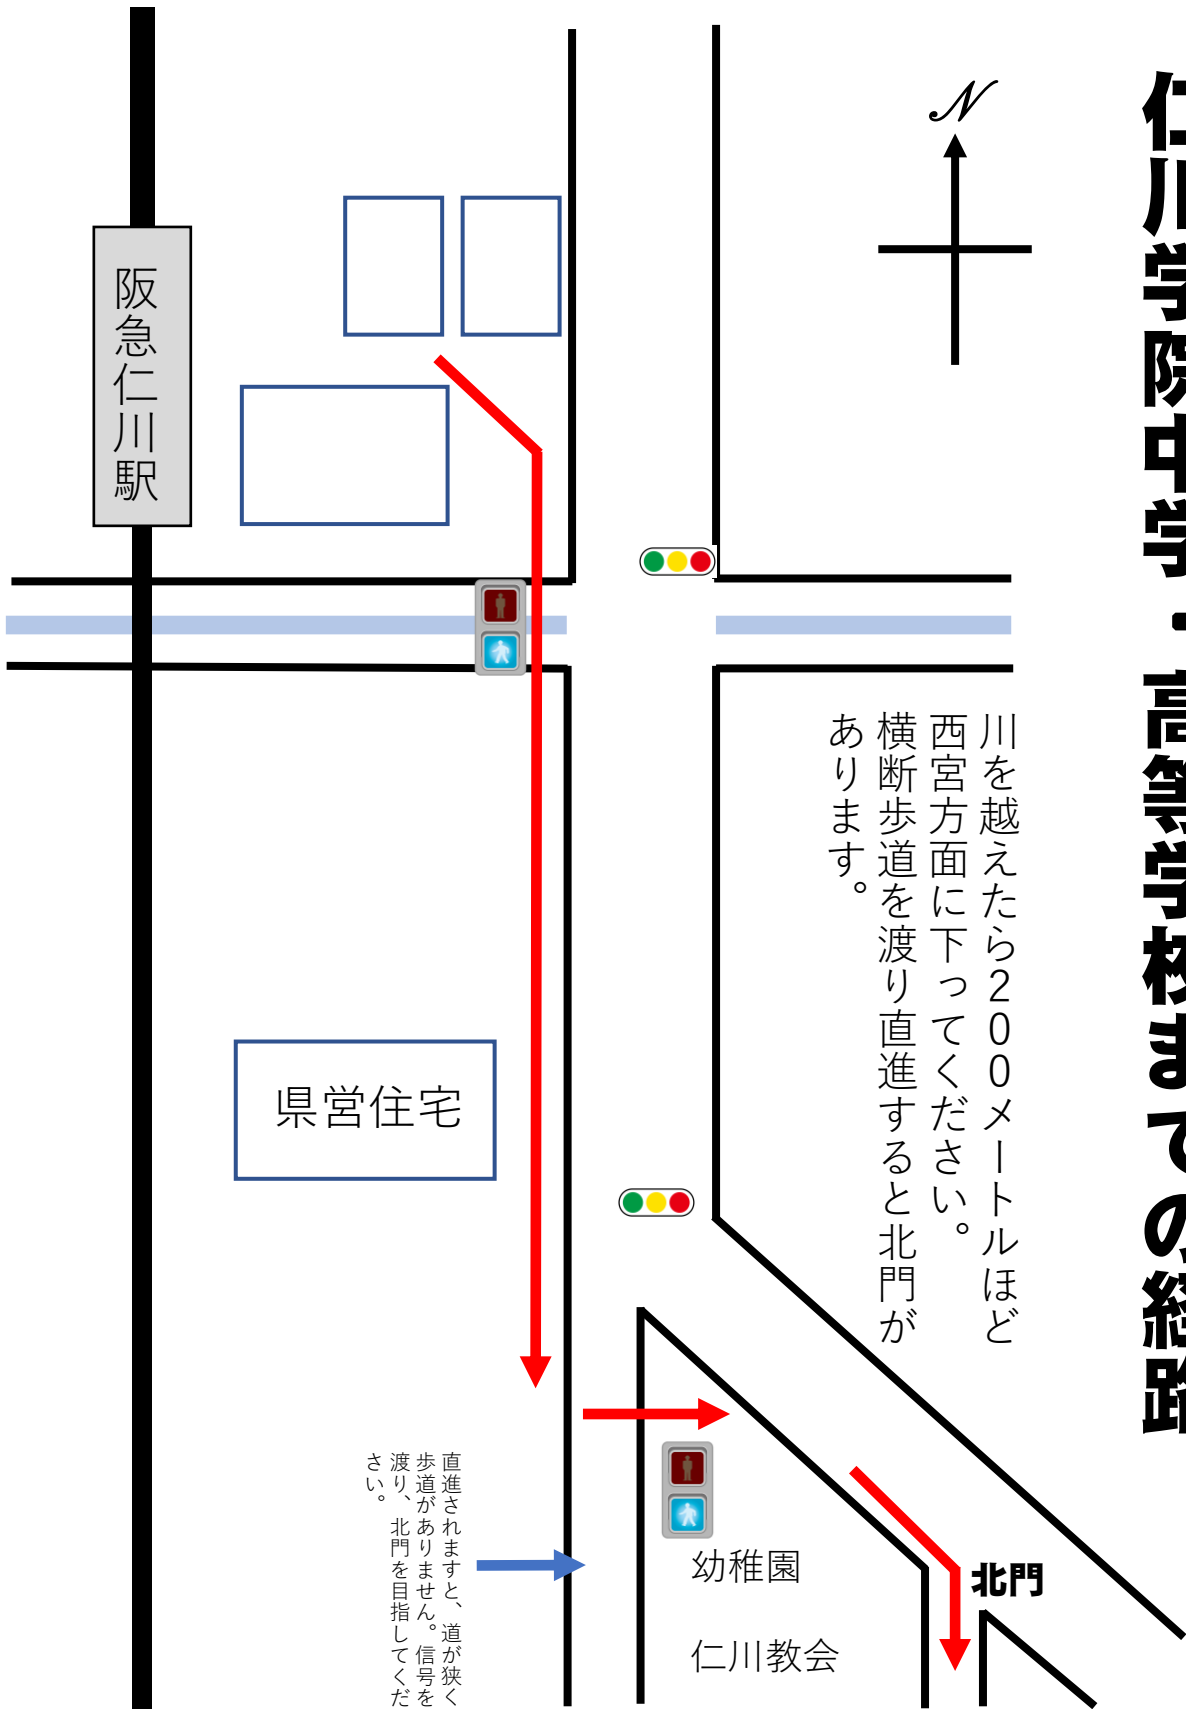 仁川学院中学・高等学校までの経路
N
阪急仁川駅
川を越えたら200メートルほど
西宮方面に下ってください。
横断歩道を渡り直進すると北門が
あります。
県営住宅
直進されますと、道が狭く
歩道がありません。信号を
渡り、北門を目指してくだ
さい。
幼稚園
仁川教会
北門